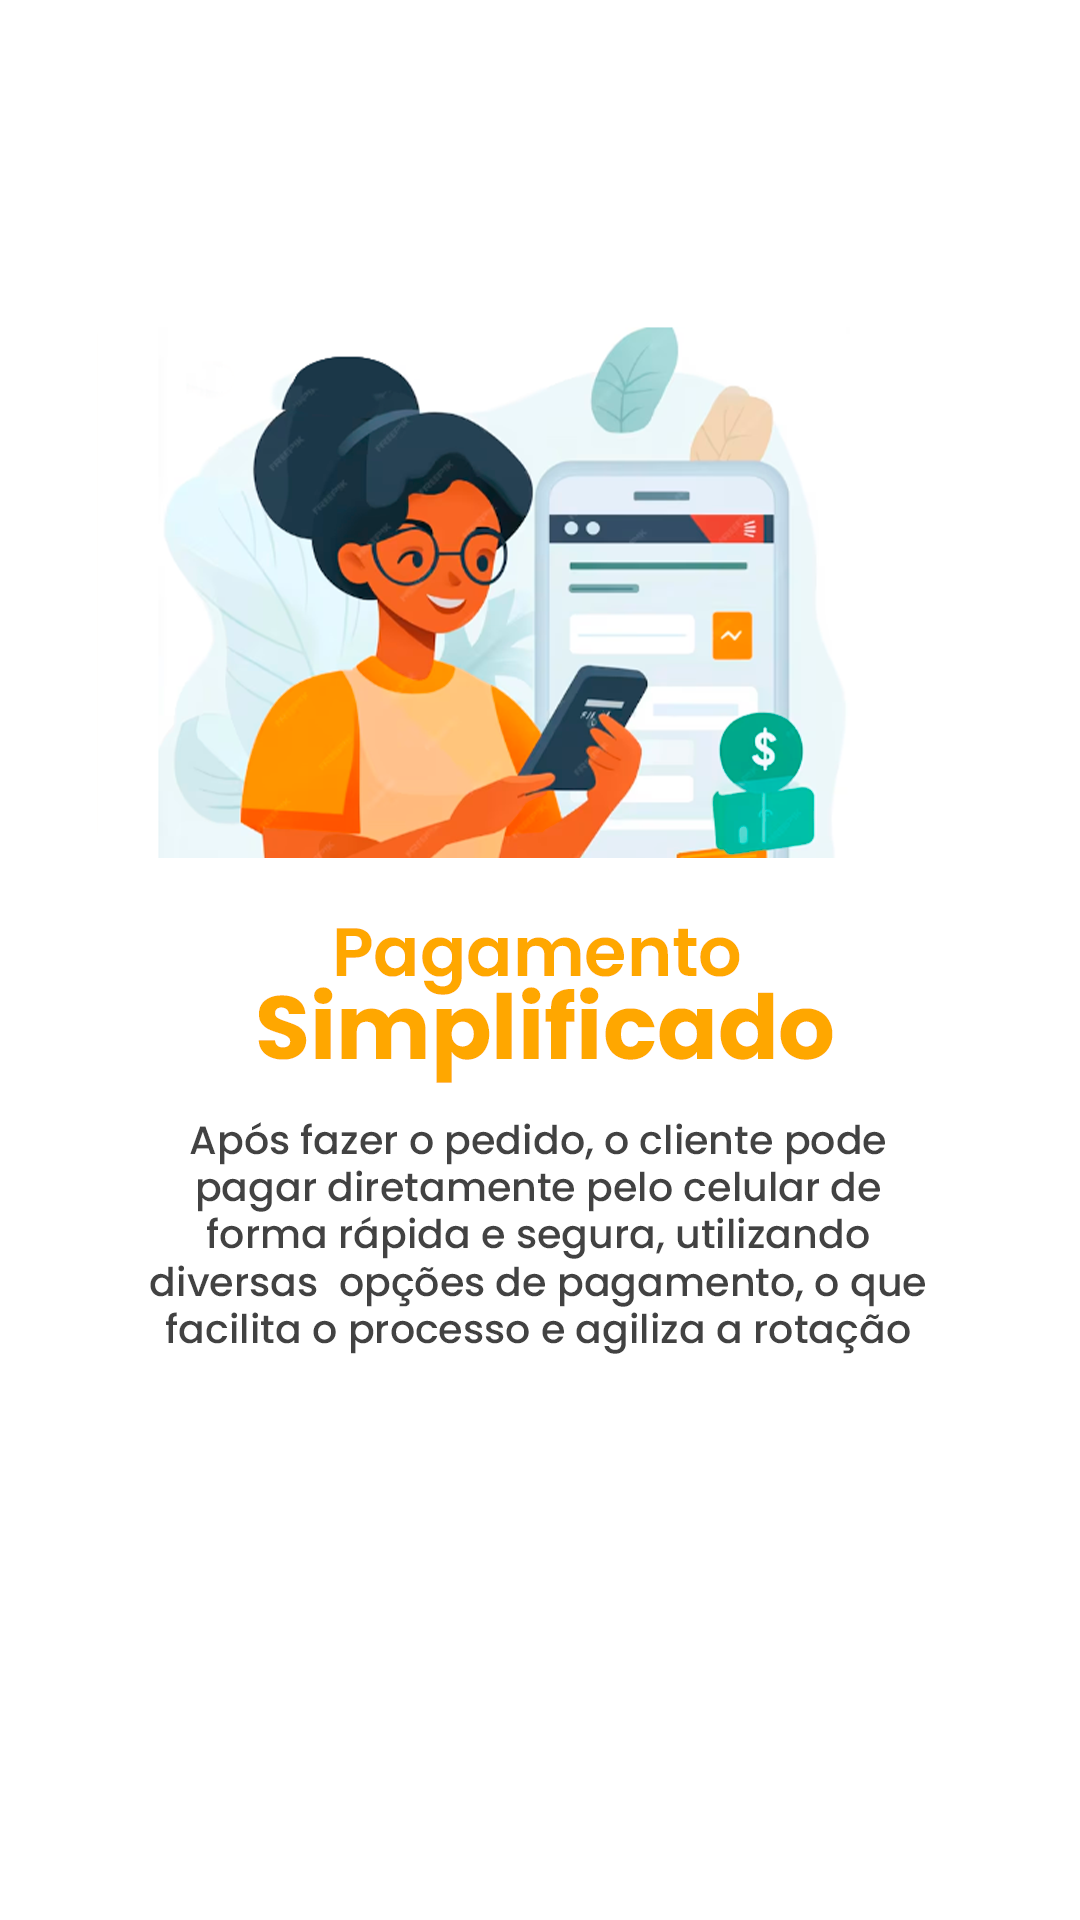 $
Pagamento
Simplificado
Após fazer o pedido, o cliente pode
pagar diretamente pelo celular de
forma rápida e segura, utilizando
diversas  opções de pagamento, o que
facilita o processo e agiliza a rotação